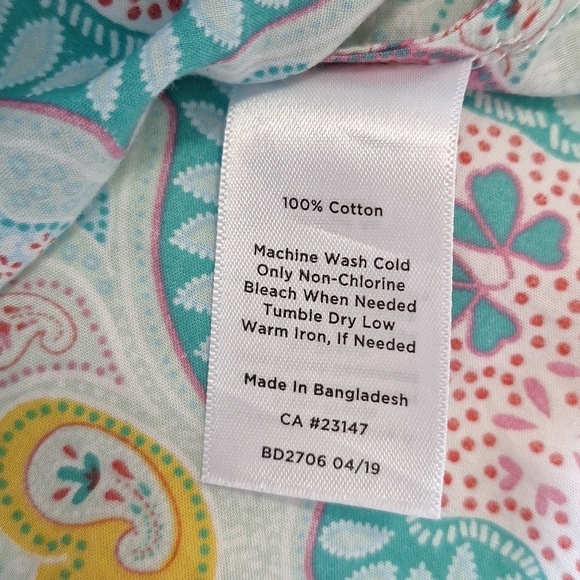 100% Cotton
Machine Wash Cold
Only Non-Chlorine
Bleach When Needed
Tumble Dry Low
Warm Iron, If Needed
Made In Bangladesh
CA #23147
BD2706 04/19